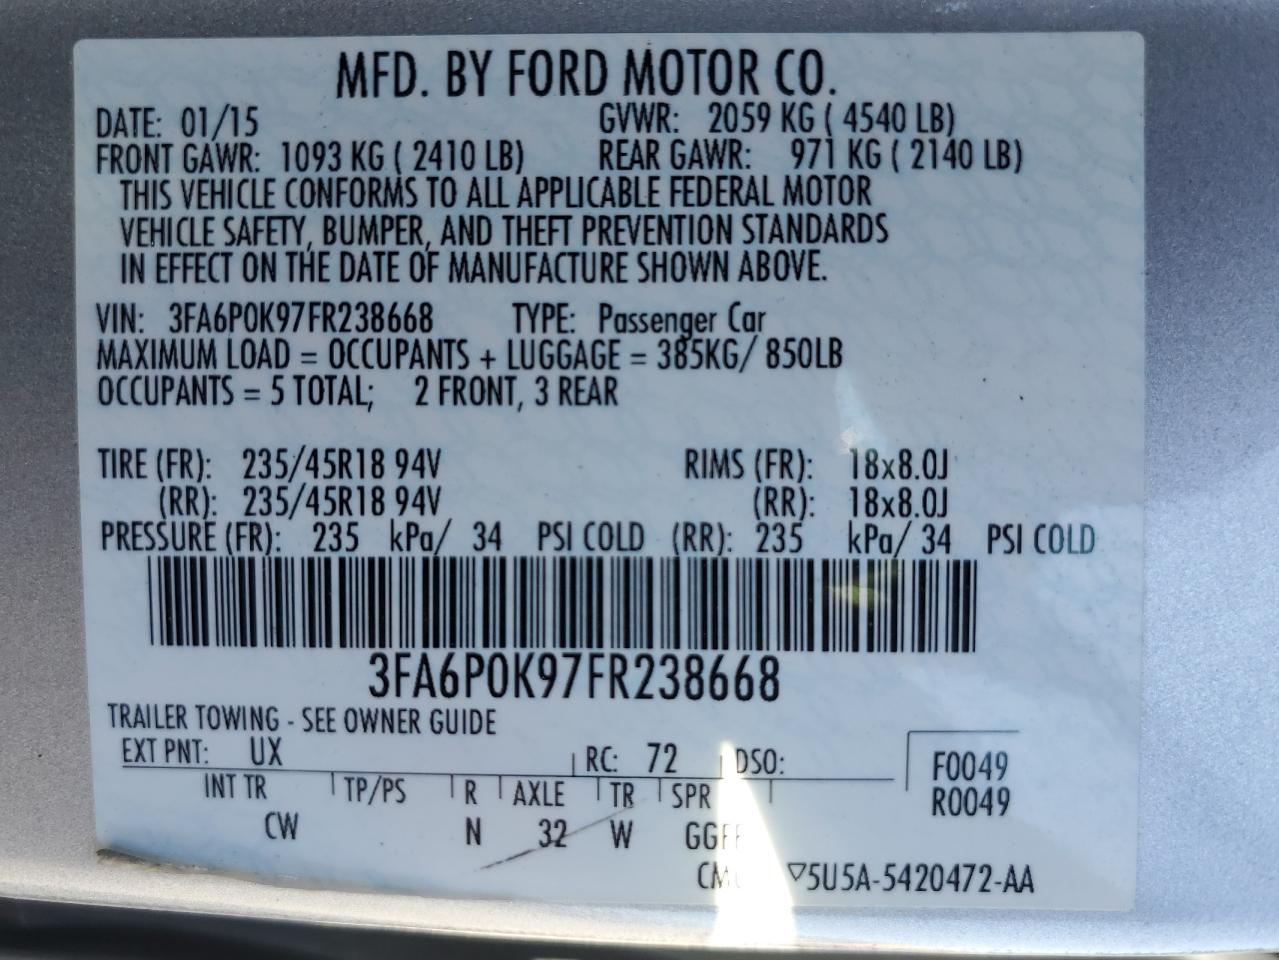 MFD. BY FORD MOTOR CO.
DATE: 01/15 GVWR: 2059 KG ( 4540 LB)
FRONT GAWR: 1093 KG ( 2410 LB) REAR GAWR: 971 KG ( 2140 LB)
THIS VEHICLE CONFORMS TO ALL APPLICABLE FEDERAL MOTOR
VEHICLE SAFETY, BUMPER, AND THEFT PREVENTION STANDARDS
IN EFFECT ON THE DATE OF MANUFACTURE SHOWN ABOVE.
VIN: 3FA6P0K97FR238668 TYPE: Passenger Car
MAXIMUM LOAD = OCCUPANTS + LUGGAGE = 385KG/ 850LB
OCCUPANTS = 5 TOTAL; 2 FRONT, 3 REAR
TIRE (FR): 235/45R18 94V RIMS (FR): 18x8.0J
(RR): 235/45R18 94V (RR): 18x8.0J
PRESSURE (FR): 235 kPa/ 34 PSI COLD (RR): 235 kPa/ 34 PSI COLD
3FA6P0K97FR238668
TRAILER TOWING - SEE OWNER GUIDE
EXT PNT: UX RC: 72 DSO: F0049
INT TR TP/PS R AXLE TR SPR R0049
CW N 32 W
▽5U5A-5420472-AA